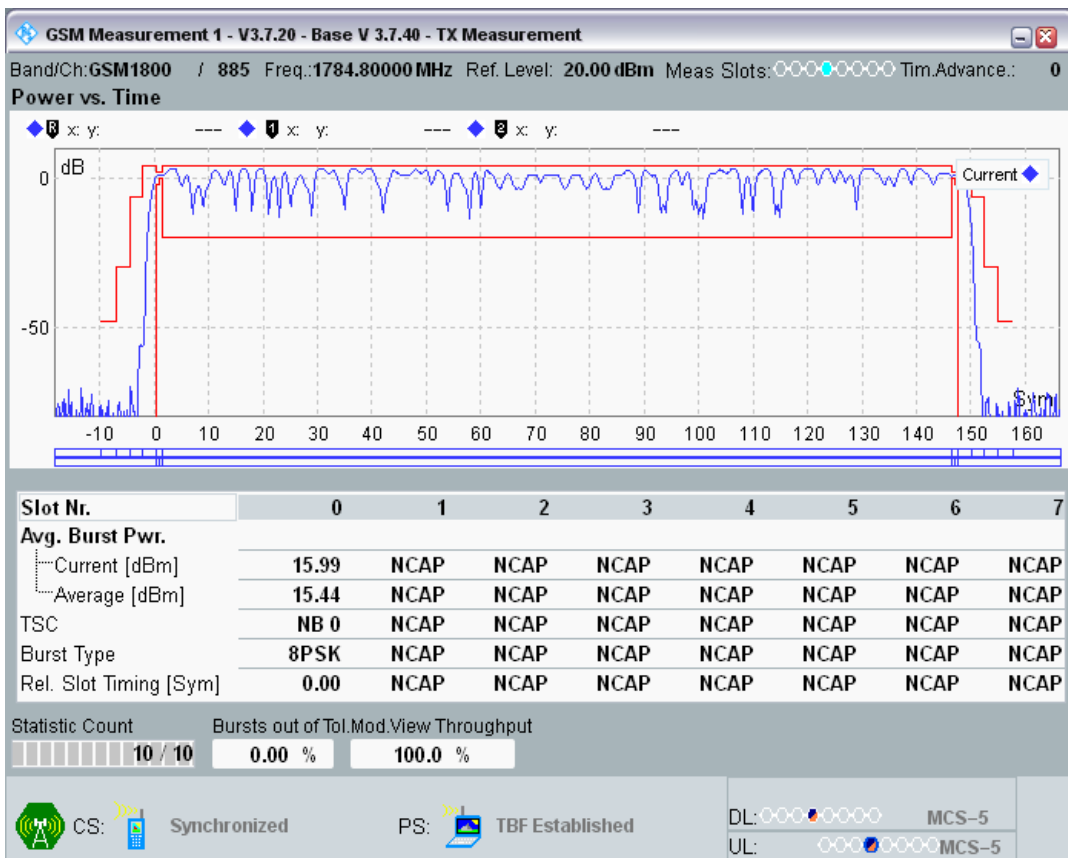 GSM Measurement 1 - V3.7.20 - Base V 3.7.40 - TX Measurement
Band/Ch:GSM1800 / 885 Freq.:1784.80000 MHz Ref. Level: 20.00 dBm Meas Slots: Tim.Advance.: 0
Power vs. Time
R x: y: --- 1 x: y: --- 2 x: y: ---
dB
0
Current
-50
Sym
-10 0 10 20 30 40 50 60 70 80 90 100 110 120 130 140 150 160
Slot Nr. 0 1 2 3 4 5 6 7
Avg. Burst Pwr.
Current [dBm] 15.99 NCAP NCAP NCAP NCAP NCAP NCAP NCAP
Average [dBm] 15.44 NCAP NCAP NCAP NCAP NCAP NCAP NCAP
TSC NB 0 NCAP NCAP NCAP NCAP NCAP NCAP NCAP
Burst Type 8PSK NCAP NCAP NCAP NCAP NCAP NCAP NCAP
Rel. Slot Timing [Sym] 0.00 NCAP NCAP NCAP NCAP NCAP NCAP NCAP
Statistic Count Bursts out of Tol.Mod.View Throughput
10 / 10 0.00 % 100.0 %
CS: Synchronized PS: TBF Established
DL: MCS-5
UL: MCS-5